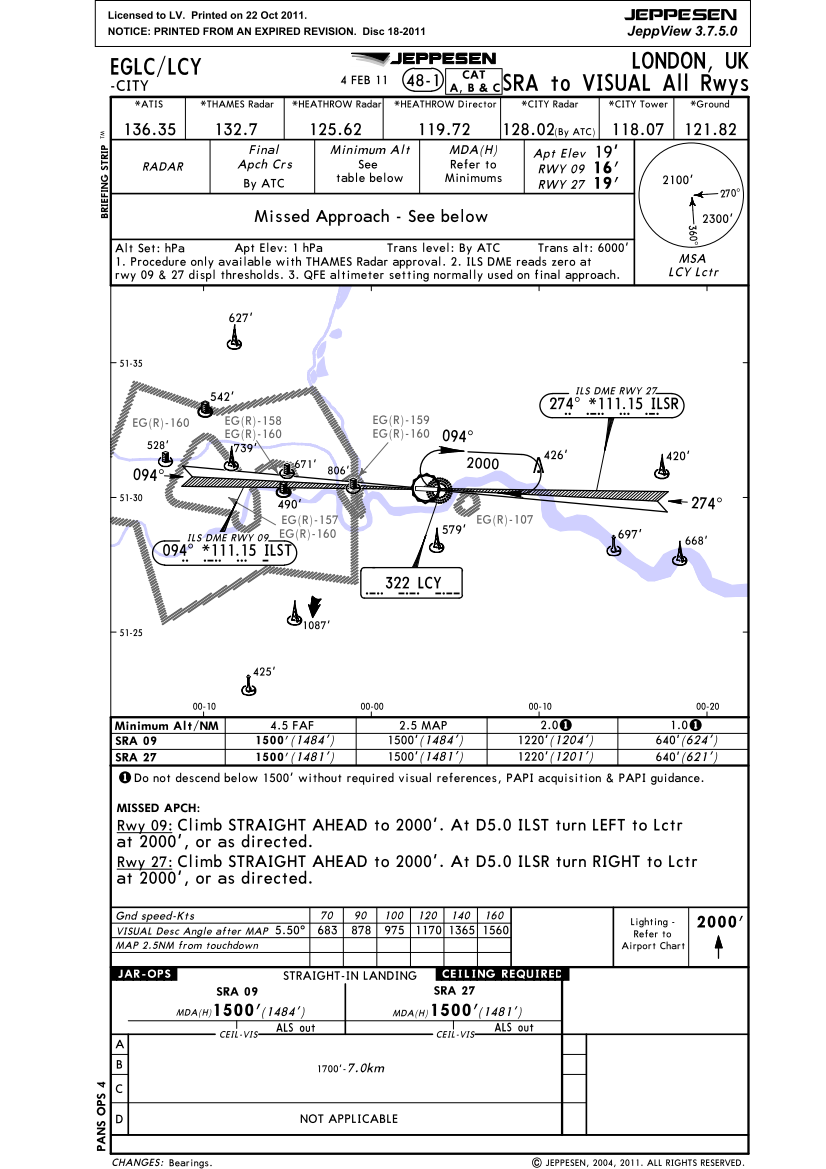 Licensed to LV. Printed on 22 Oct 2011.
NOTICE: PRINTED FROM AN EXPIRED REVISION. Disc 18-2011
JEPPESEN
JeppView 3.7.5.0
EGLC/LCY
-CITY
4 FEB 11
JEPPESEN
48-1
CAT
A, B & C
LONDON, UK
SRA to VISUAL All Rwys
BRIEFING STRIP TM
*ATIS *THAMES Radar *HEATHROW Radar *HEATHROW Director *CITY Radar *CITY Tower *Ground
136.35 132.7 125.62 119.72 128.02(By ATC) 118.07 121.82
RADAR
Final
Apch Crs
By ATC
Minimum Alt
See
table below
MDA(H)
Refer to
Minimums
Apt Elev 19'
RWY 09 16'
RWY 27 19'
Missed Approach - See below
2100'
270°
2300'
360°
MSA
LCY Lctr
Alt Set: hPa Apt Elev: 1 hPa Trans level: By ATC Trans alt: 6000'
1. Procedure only available with THAMES Radar approval. 2. ILS DME reads zero at
rwy 09 & 27 displ thresholds. 3. QFE altimeter setting normally used on final approach.
627'
51-35
ILS DME RWY 27
274° *111.15 ILSR
542'
EG(R)-160
EG(R)-158
EG(R)-160
EG(R)-159
EG(R)-160
094°
528'
739'
671'
806'
2000
426'
420'
094°
274°
51-30
490'
EG(R)-157
EG(R)-160
EG(R)-107
579'
697'
668'
ILS DME RWY 09
094° *111.15 ILST
322 LCY
1087'
51-25
425'
00-10 00-00 00-10 00-20
Minimum Alt/NM 4.5 FAF 2.5 MAP 2.0❶ 1.0❶
SRA 09 1500'(1484') 1500'(1484') 1220'(1204') 640'(624')
SRA 27 1500'(1481') 1500'(1481') 1220'(1201') 640'(621')
❶ Do not descend below 1500' without required visual references, PAPI acquisition & PAPI guidance.
MISSED APCH:
Rwy 09: Climb STRAIGHT AHEAD to 2000'. At D5.0 ILST turn LEFT to Lctr
at 2000', or as directed.
Rwy 27: Climb STRAIGHT AHEAD to 2000'. At D5.0 ILSR turn RIGHT to Lctr
at 2000', or as directed.
Gnd speed-Kts 70 90 100 120 140 160
VISUAL Desc Angle after MAP 5.50° 683 878 975 1170 1365 1560
MAP 2.5NM from touchdown
Lighting -
Refer to
Airport Chart
2000'
JAR-OPS STRAIGHT-IN LANDING CEILING REQUIRED
SRA 09 SRA 27
MDA(H) 1500'(1484') MDA(H) 1500'(1481')
ALS out ALS out
CEIL-VIS CEIL-VIS
A
B
1700'-7.0km
C
D NOT APPLICABLE
PANS OPS 4
CHANGES: Bearings.
© JEPPESEN, 2004, 2011. ALL RIGHTS RESERVED.